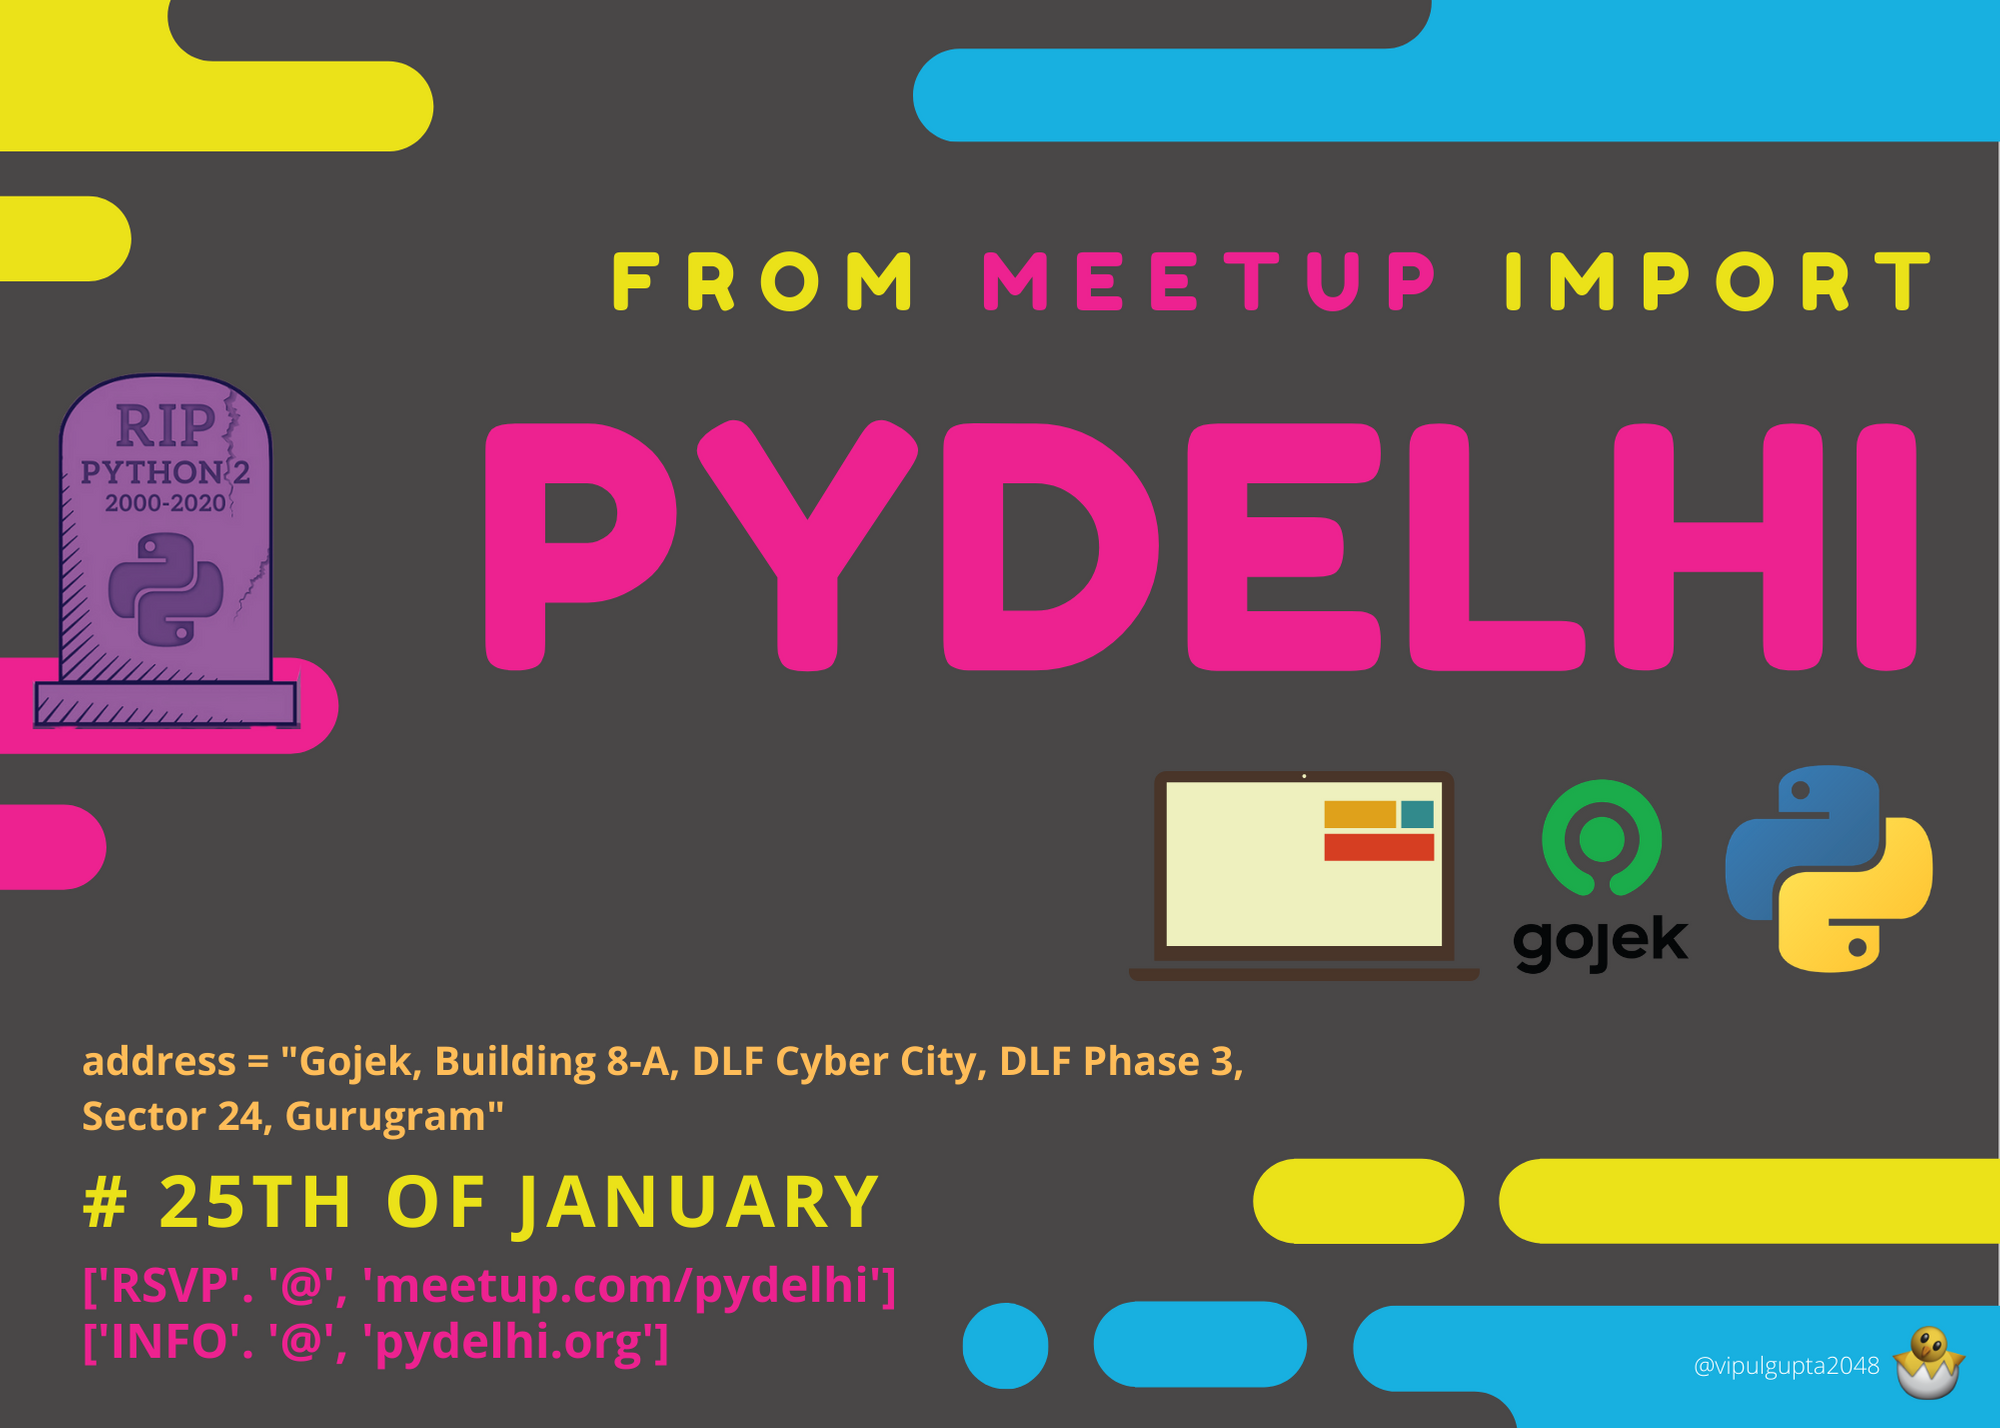 FROM MEETUP IMPORT
PYDELHI
RIP
PYTHON 2
2000-2020
gojek
address = "Gojek, Building 8-A, DLF Cyber City, DLF Phase 3,
Sector 24, Gurugram"
# 25TH OF JANUARY
['RSVP'. '@', 'meetup.com/pydelhi']
['INFO'. '@', 'pydelhi.org']
@vipulgupta2048